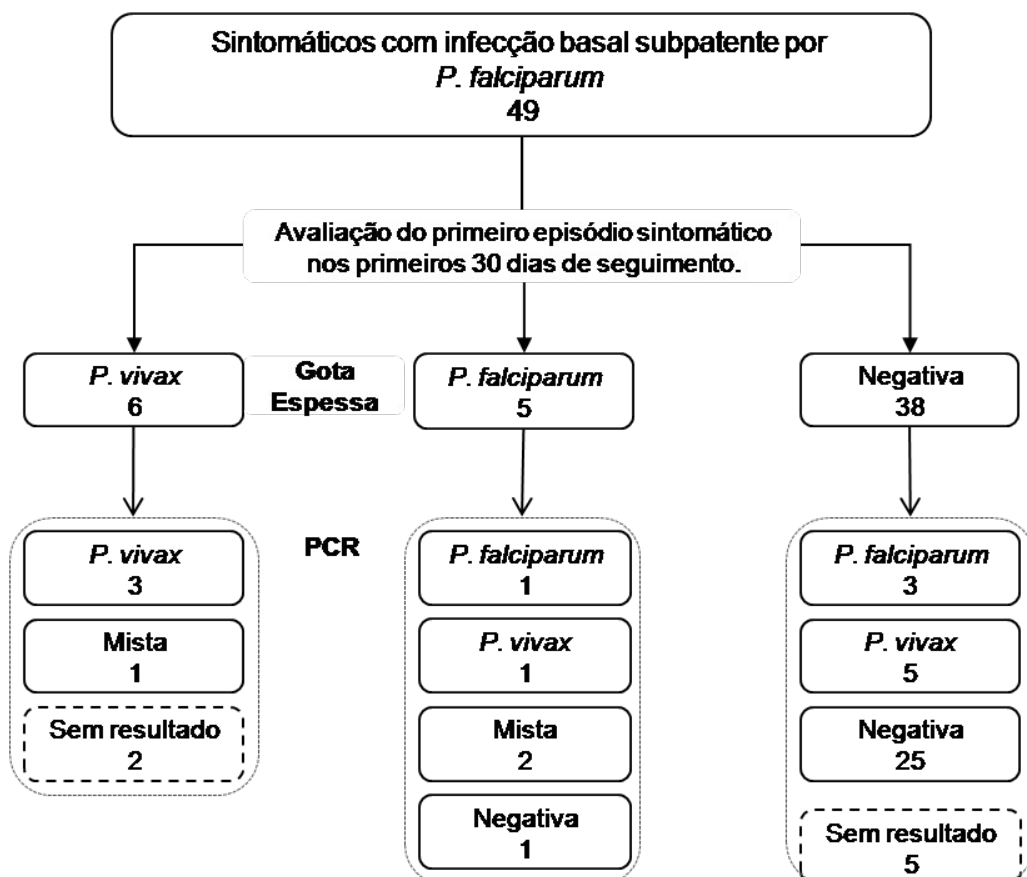 Sintomáticos com infecção basal subpatente por
P. falciparum
49
Avaliação do primeiro episódio sintomático
nos primeiros 30 dias de seguimento.
P. vivax
6
Gota
Espessa
P. falciparum
5
Negativa
38
P. vivax
3
Mista
1
Sem resultado
2
PCR
P. falciparum
1
P. vivax
1
Mista
2
Negativa
1
P. falciparum
3
P. vivax
5
Negativa
25
Sem resultado
5